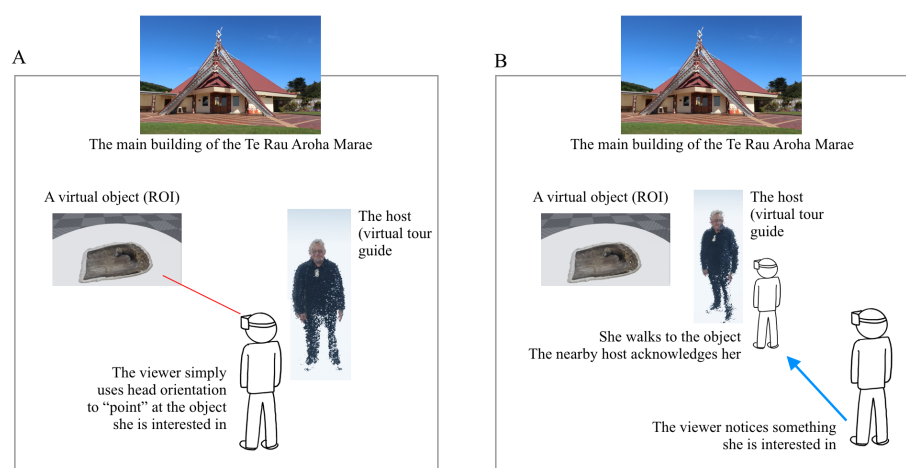 A
The main building of the Te Rau Aroha Marae
A virtual object (ROI)
The host
(virtual tour
guide
The viewer simply
uses head orientation
to “point” at the object
she is interested in
B
The main building of the Te Rau Aroha Marae
A virtual object (ROI)
The host
(virtual tour
guide
She walks to the object
The nearby host acknowledges her
The viewer notices something
she is interested in